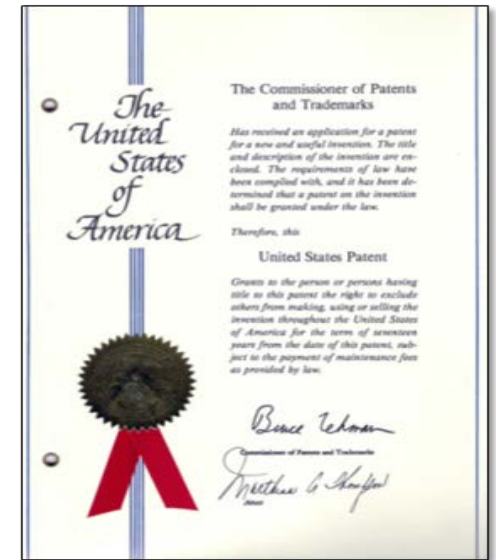 The
United
States
of
America
The Commissioner of Patents
and Trademarks
Has received an application for a patent
for a new and useful invention. The title
and description of the invention are en-
closed. The requirements of law have
been complied with, and it has been de-
termined that a patent on the invention
shall be granted under the law.
Therefore, this
United States Patent
Grants to the person or persons having
title to this patent the right to exclude
others from making, using or selling the
invention throughout the United States
of America for the term of seventeen
years from the date of this patent, sub-
ject to the payment of maintenance fees
as provided by law.
Bruce Lehman
Commissioner of Patents and Trademarks
Attest